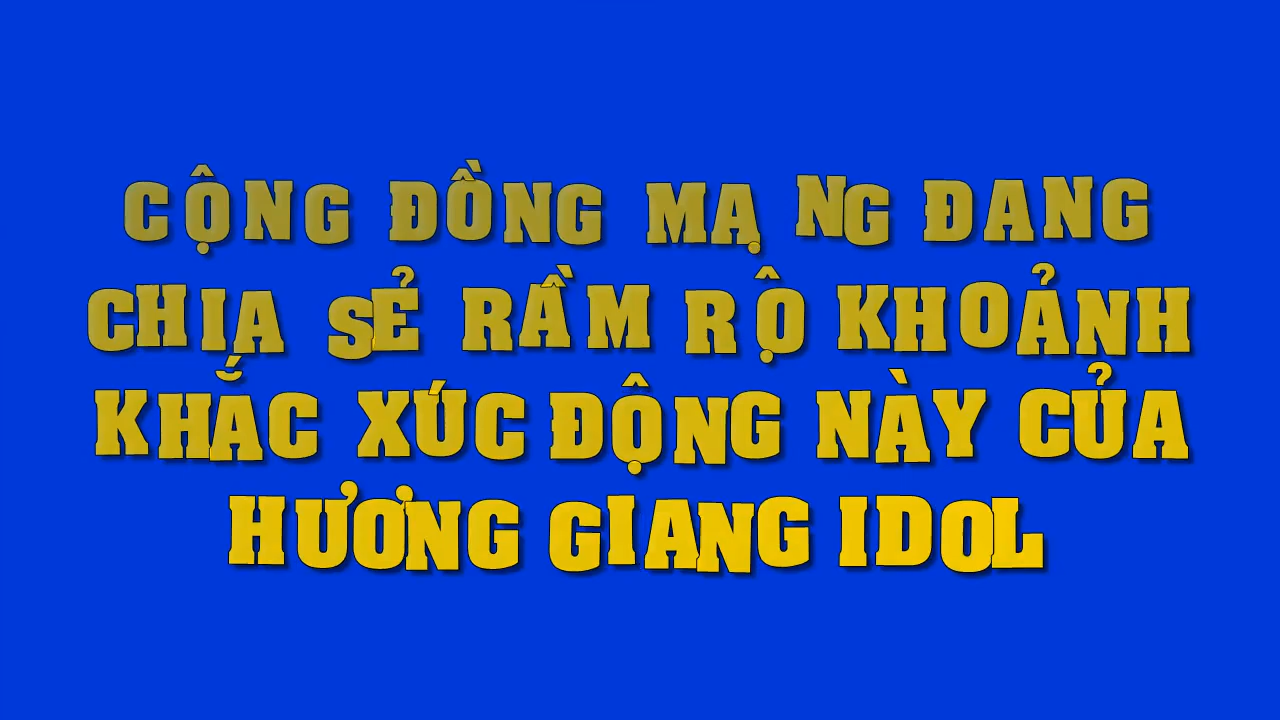 CỘNG ĐỒNG MẠNG ĐANG
CHIA SẺ RẦM RỘ KHOẢNH
KHẮC XÚC ĐỘNG NÀY CỦA
HƯƠNG GIANG IDOL